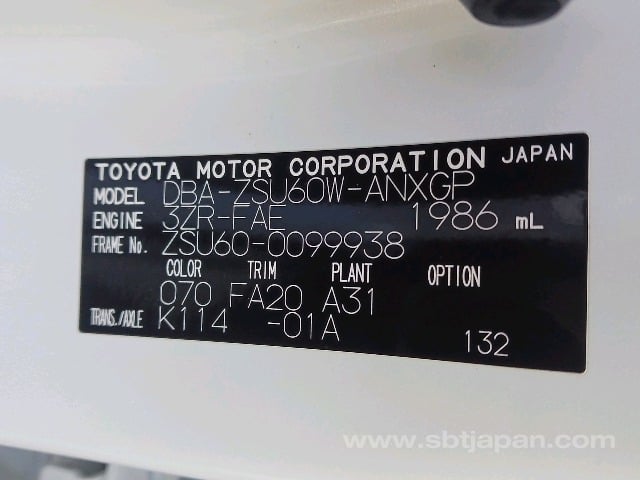 TOYOTA MOTOR CORPORATION JAPAN
MODEL DBA-ZSU60W-ANXGP
ENGINE 3ZR-FAE 1986 mL
FRAME No. ZSU60-0099938
COLOR TRIM PLANT OPTION
070 FA20 A31
TRANS./AXLE K114 -01A
132
www.sbtjapan.com